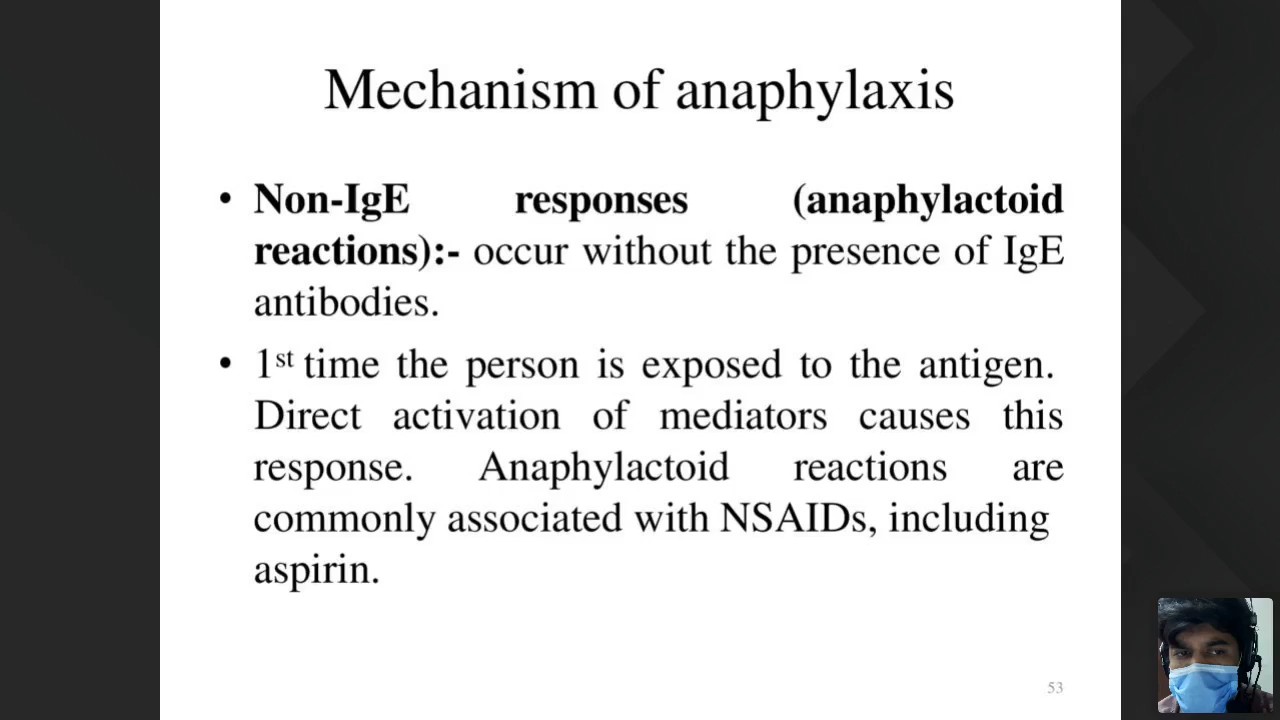 Mechanism of anaphylaxis
• Non-IgE responses (anaphylactoid
reactions):- occur without the presence of IgE
antibodies.
• 1st time the person is exposed to the antigen.
Direct activation of mediators causes this
response. Anaphylactoid reactions are
commonly associated with NSAIDs, including
aspirin.
53